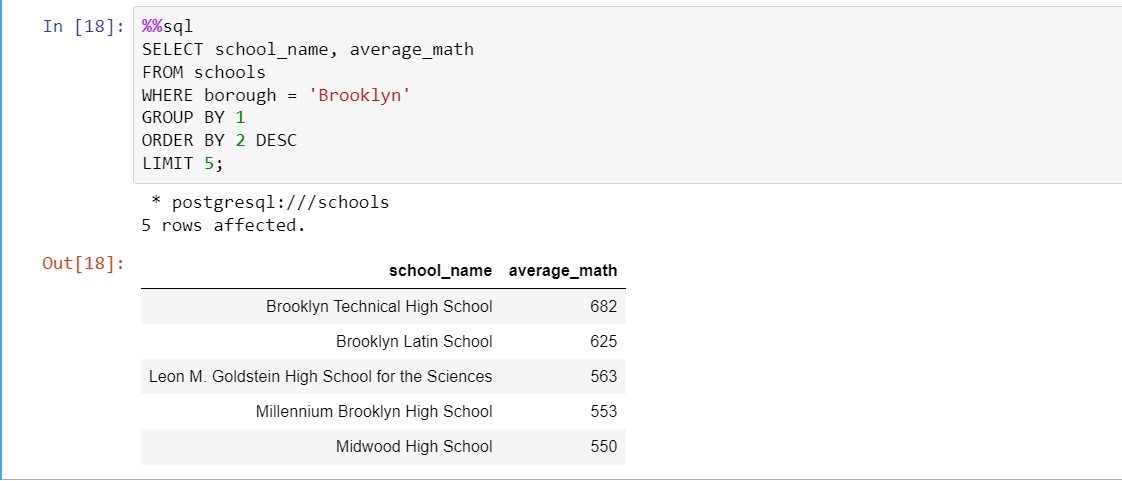 In [18]: %%sql
SELECT school_name, average_math
FROM schools
WHERE borough = 'Brooklyn'
GROUP BY 1
ORDER BY 2 DESC
LIMIT 5;
* postgresql:///schools
5 rows affected.
Out[18]:
school_name average_math
Brooklyn Technical High School 682
Brooklyn Latin School 625
Leon M. Goldstein High School for the Sciences 563
Millennium Brooklyn High School 553
Midwood High School 550